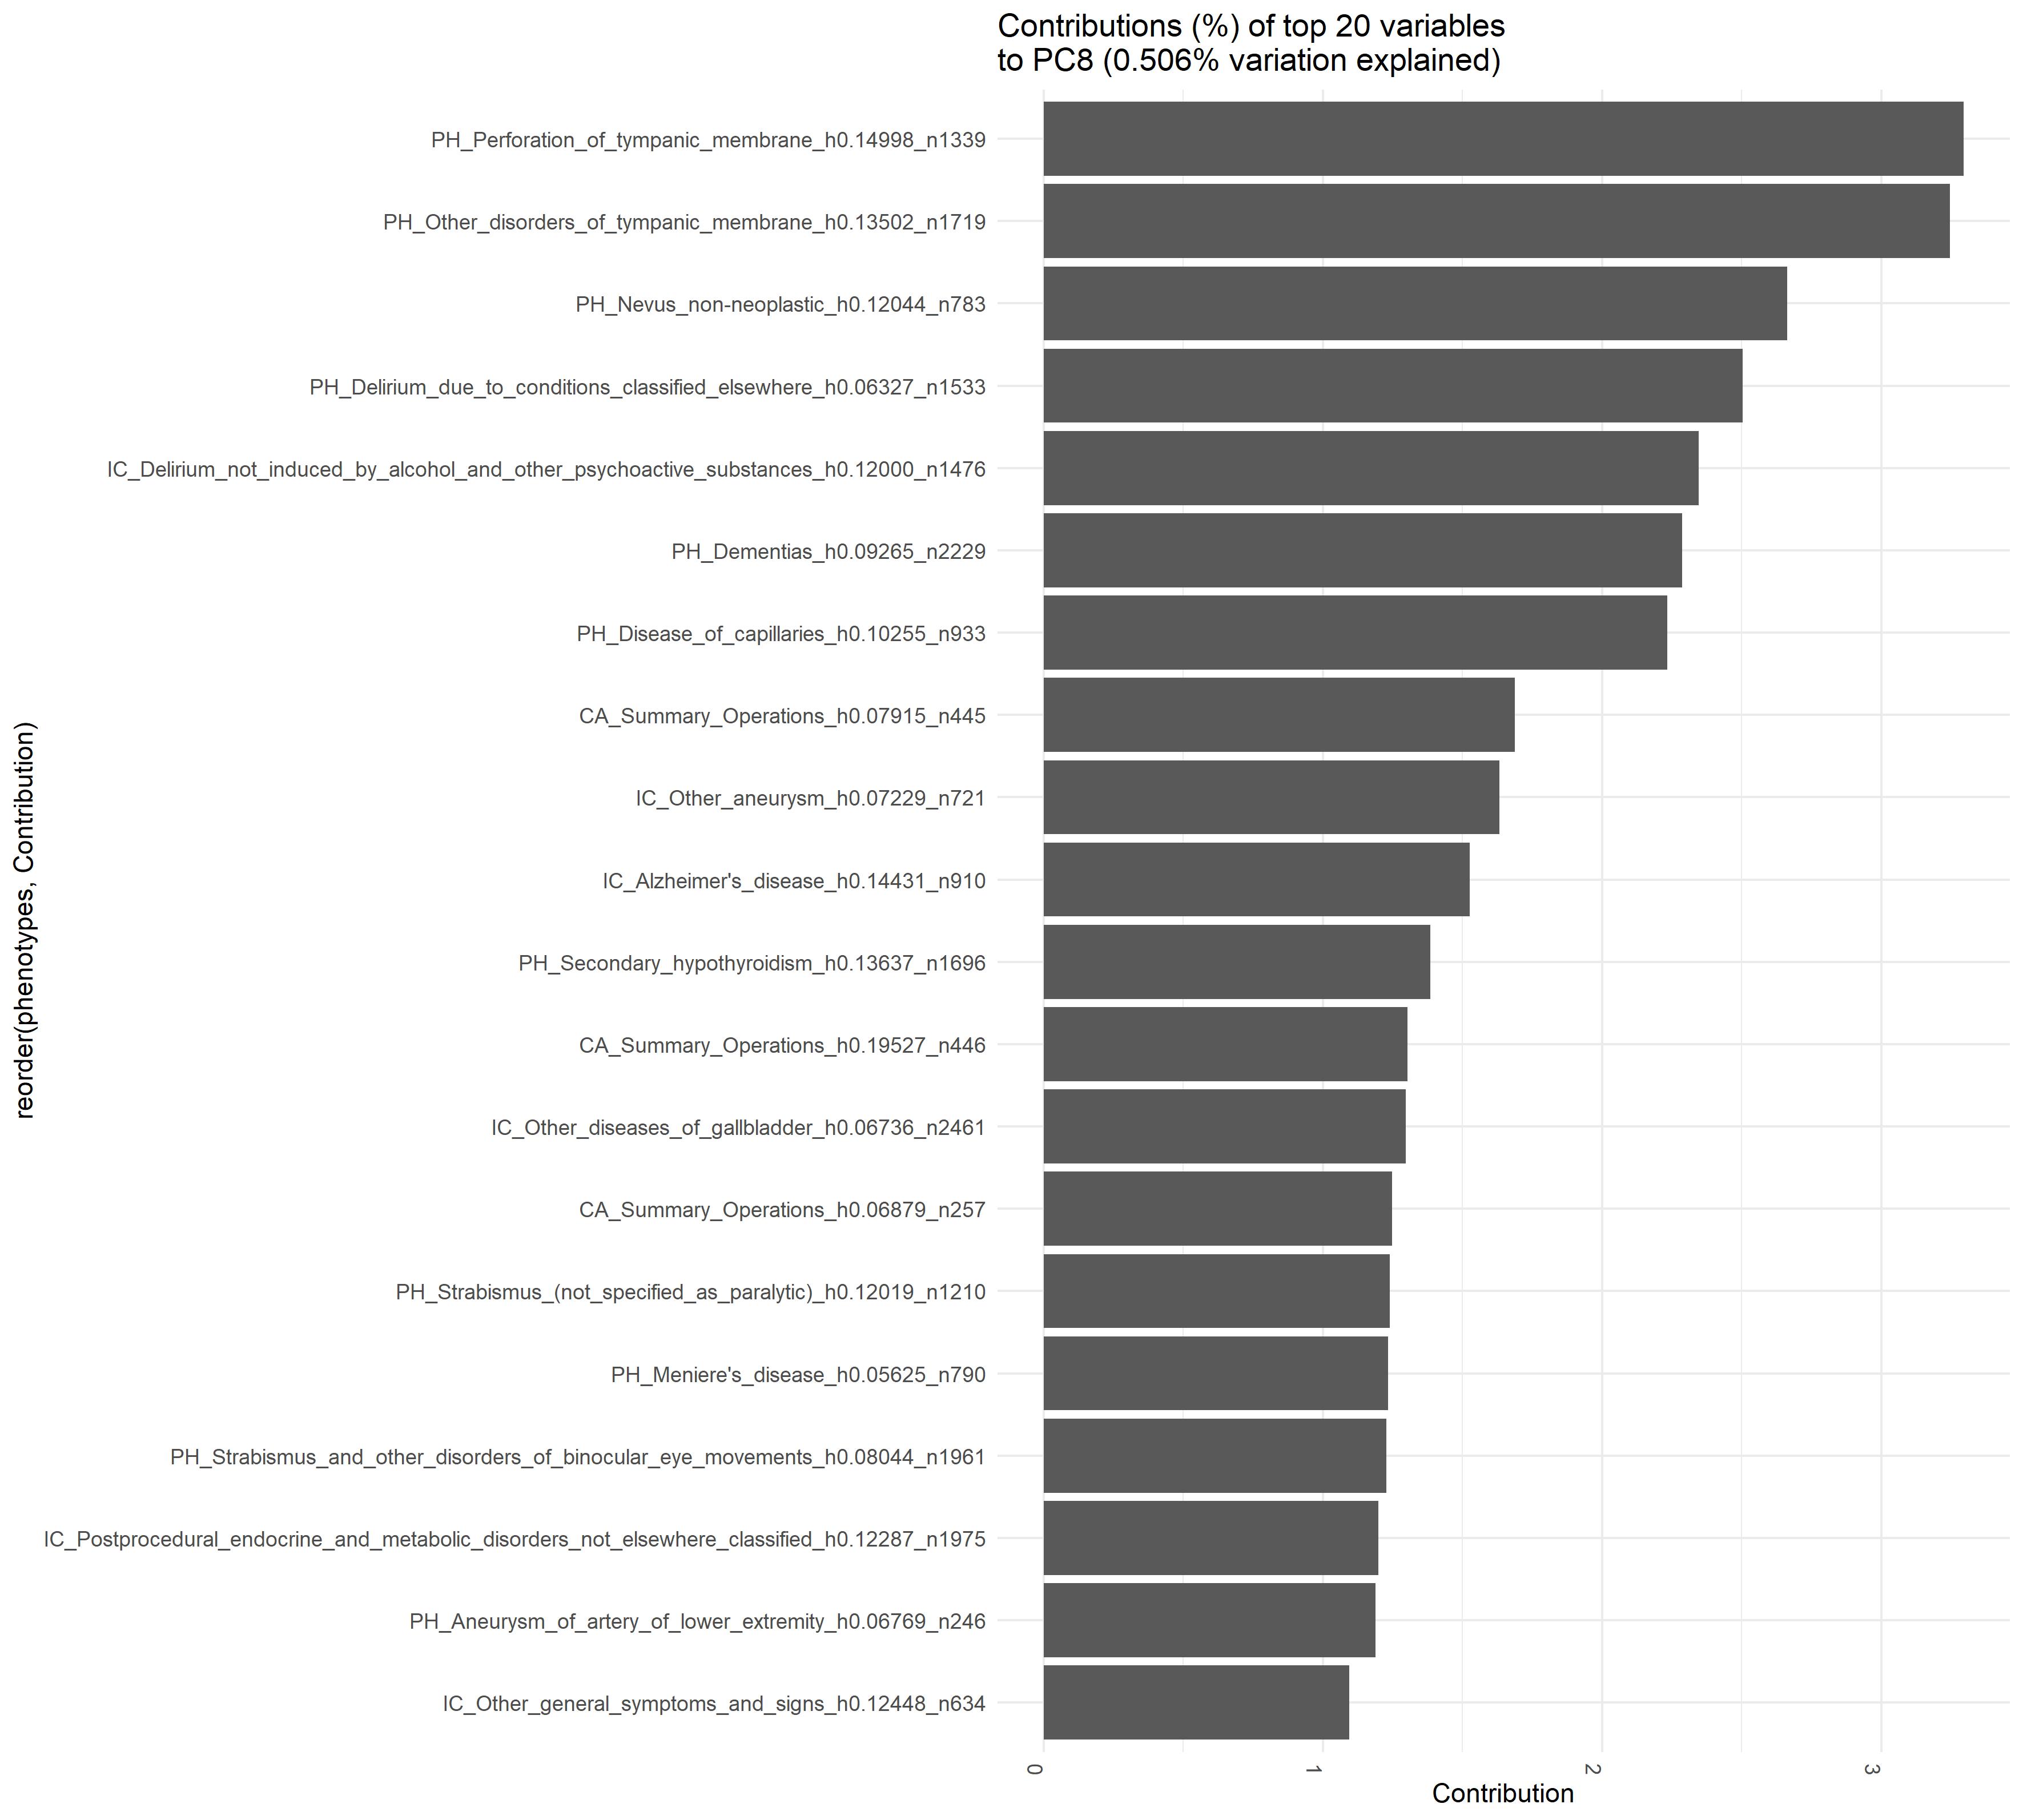 Contributions (%) of top 20 variables
to PC8 (0.506% variation explained)
PH_Perforation_of_tympanic_membrane_h0.14998_n1339
PH_Other_disorders_of_tympanic_membrane_h0.13502_n1719
PH_Nevus_non-neoplastic_h0.12044_n783
PH_Delirium_due_to_conditions_classified_elsewhere_h0.06327_n1533
IC_Delirium_not_induced_by_alcohol_and_other_psychoactive_substances_h0.12000_n1476
PH_Dementias_h0.09265_n2229
PH_Disease_of_capillaries_h0.10255_n933
CA_Summary_Operations_h0.07915_n445
IC_Other_aneurysm_h0.07229_n721
IC_Alzheimer's_disease_h0.14431_n910
PH_Secondary_hypothyroidism_h0.13637_n1696
CA_Summary_Operations_h0.19527_n446
IC_Other_diseases_of_gallbladder_h0.06736_n2461
CA_Summary_Operations_h0.06879_n257
PH_Strabismus_(not_specified_as_paralytic)_h0.12019_n1210
PH_Meniere's_disease_h0.05625_n790
PH_Strabismus_and_other_disorders_of_binocular_eye_movements_h0.08044_n1961
IC_Postprocedural_endocrine_and_metabolic_disorders_not_elsewhere_classified_h0.12287_n1975
PH_Aneurysm_of_artery_of_lower_extremity_h0.06769_n246
IC_Other_general_symptoms_and_signs_h0.12448_n634
reorder(phenotypes, Contribution)
0
1
2
3
Contribution